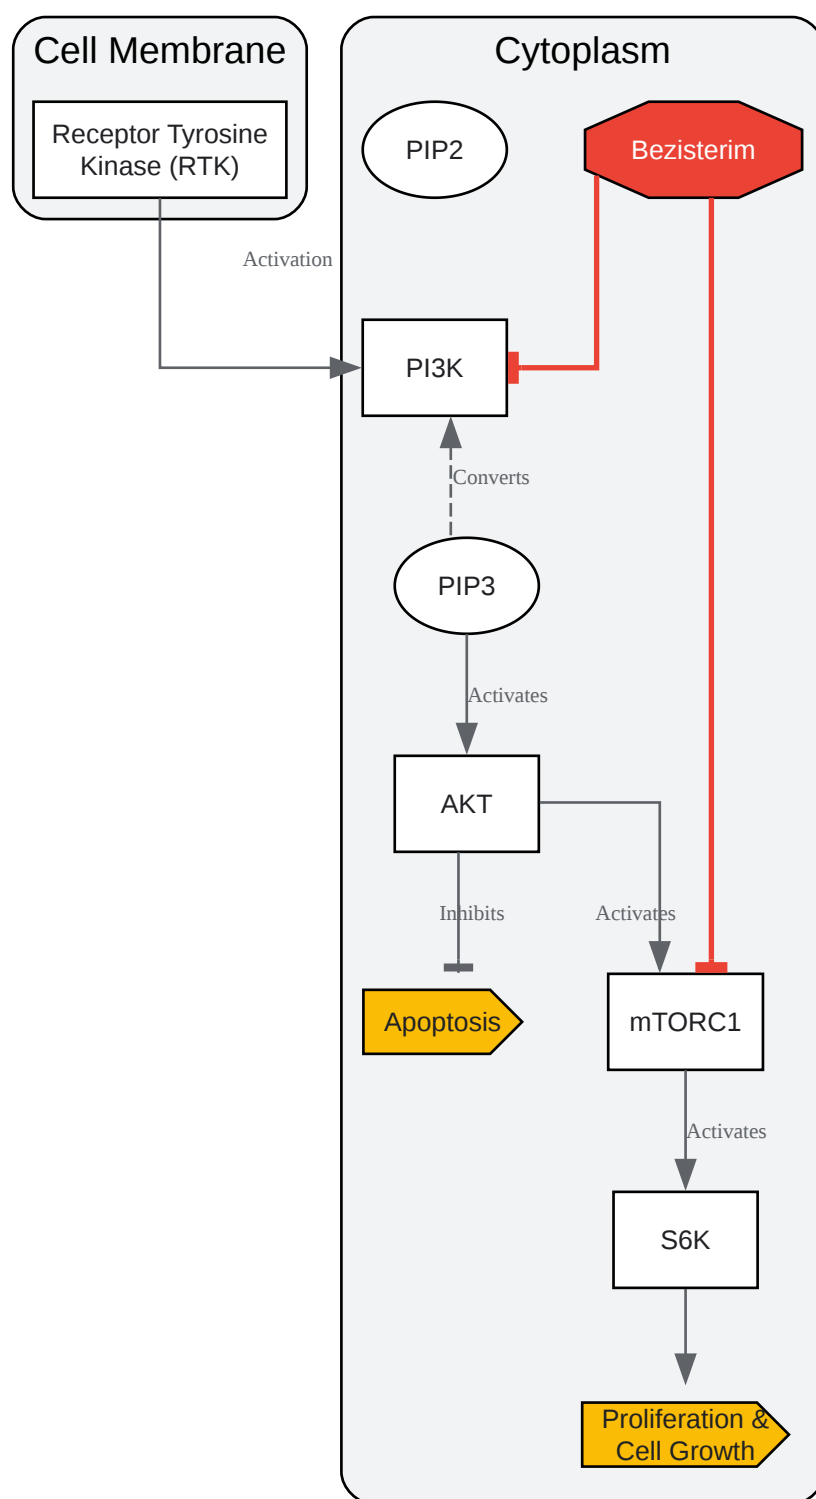 Cell Membrane
Cytoplasm
Receptor Tyrosine
Kinase (RTK)
PIP2
Bezisterim
Activation
PI3K
Converts
PIP3
Activates
AKT
Inhibits
Activates
Apoptosis
mTORC1
Activates
S6K
Proliferation &
Cell Growth